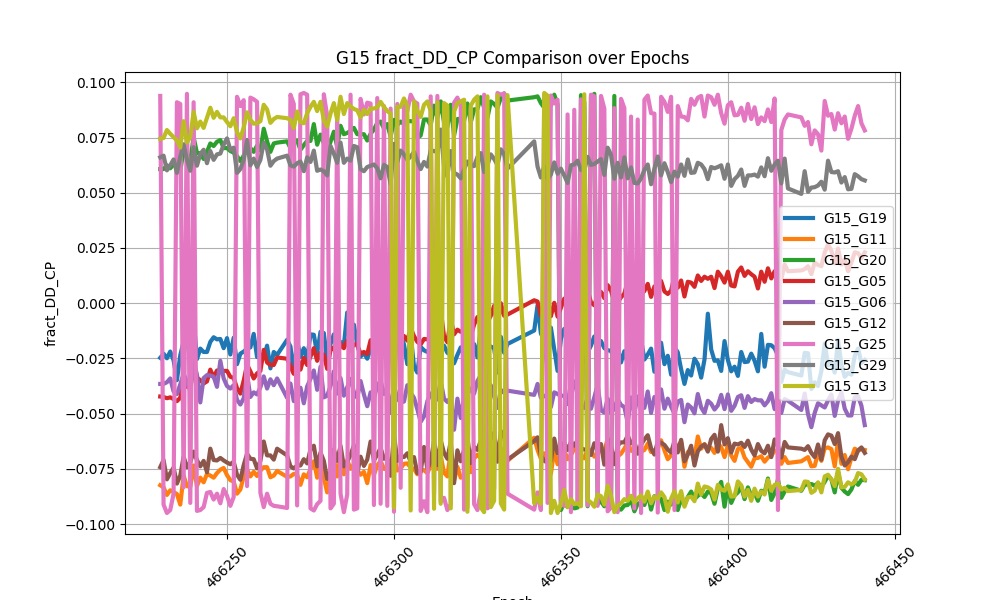 G15 fract_DD_CP Comparison over Epochs
0.100
0.075
0.050
0.025
0.000
−0.025
−0.050
−0.075
−0.100
fract_DD_CP
G15_G19
G15_G11
G15_G20
G15_G05
G15_G06
G15_G12
G15_G25
G15_G29
G15_G13
466250
466300
466350
466400
466450
Epoch